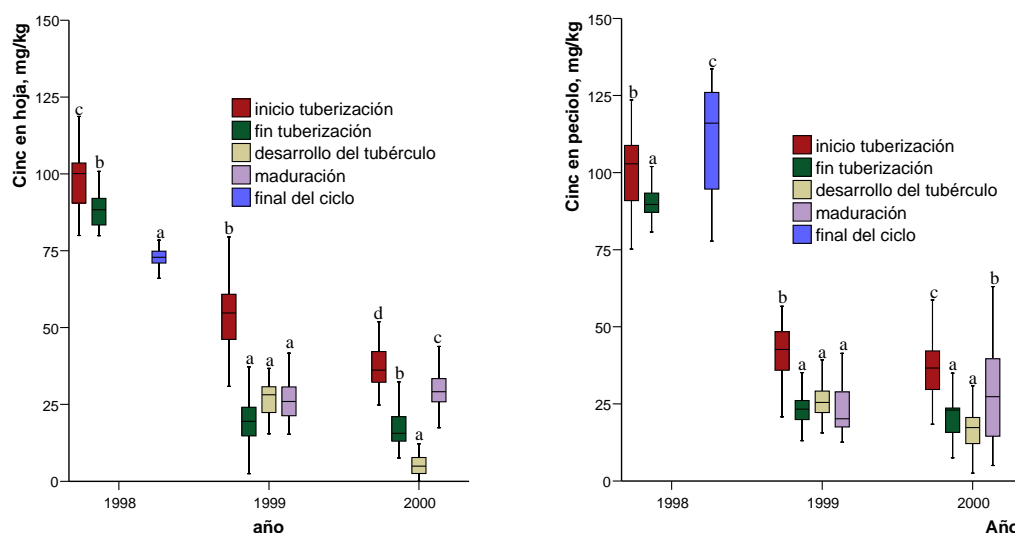 Cinc en hoja, mg/kg
150
125
100
75
50
25
0
c
b
a
b
a
a
a
d
b
a
c
inicio tuberización
fin tuberización
desarrollo del tubérculo
maduración
final del ciclo
1998
1999
2000
año
Cinc en peciolo, mg/kg
150
125
100
75
50
25
0
b
a
c
b
a
a
a
c
a
a
b
inicio tuberización
fin tuberización
desarrollo del tubérculo
maduración
final del ciclo
1998
1999
2000
Año